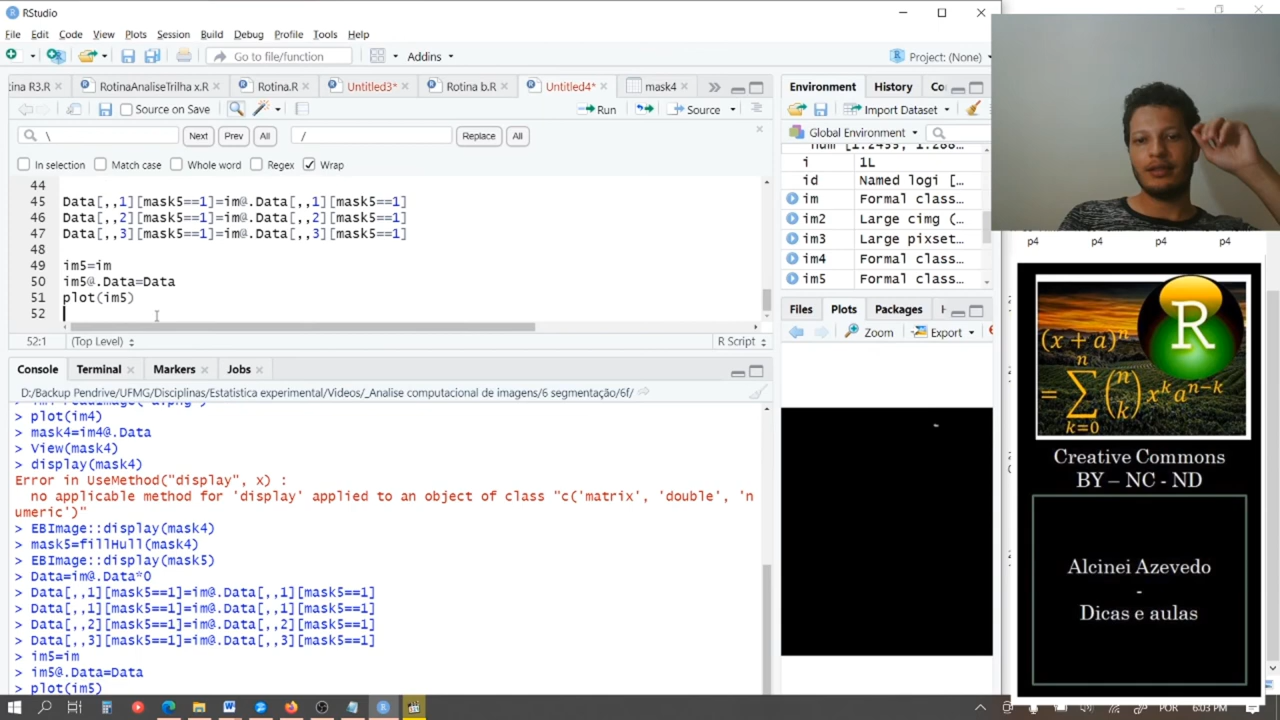 RStudio
File Edit Code View Plots Session Build Debug Profile Tools Help
Go to file/function Addins Project: (None)
tina R3.R RotinaAnaliseTrilha x.R Rotina.R Untitled3* Rotina b.R Untitled4* mask4
Source on Save Run Source
\ Next Prev All / Replace All
In selection Match case Whole word Regex Wrap
44
45 Data[,,1][mask5==1]=im@.Data[,,1][mask5==1]
46 Data[,,2][mask5==1]=im@.Data[,,2][mask5==1]
47 Data[,,3][mask5==1]=im@.Data[,,3][mask5==1]
48
49 im5=im
50 im5@.Data=Data
51 plot(im5)
52
52:1 (Top Level) R Script
Console Terminal Markers Jobs
D:/Backup Pendrive/UFMG/Disciplinas/Estatistica experimental/Videos/_Analise computacional de imagens/6 segmentação/6f/
> plot(im4)
> mask4=im4@.Data
> View(mask4)
> display(mask4)
Error in UseMethod("display", x) :
no applicable method for 'display' applied to an object of class "c('matrix', 'double', 'n
umeric')"
> EBImage::display(mask4)
> mask5=fillHull(mask4)
> EBImage::display(mask5)
> Data=im@.Data*0
> Data[,,1][mask5==1]=im@.Data[,,1][mask5==1]
> Data[,,1][mask5==1]=im@.Data[,,1][mask5==1]
> Data[,,2][mask5==1]=im@.Data[,,2][mask5==1]
> Data[,,3][mask5==1]=im@.Data[,,3][mask5==1]
> im5=im
> im5@.Data=Data
> plot(im5)
Environment History Co
Import Dataset
Global Environment
i 1L
id Named logi […
im Formal class…
im2 Large cimg (…
im3 Large pixset…
im4 Formal class…
im5 Formal class…
Files Plots Packages
Zoom Export
p4 p4 p4 p4
(x + a)^n
= ∑ n k=0 (n k) x^k a^{n-k}
R
Creative Commons
BY – NC - ND
Alcinei Azevedo
-
Dicas e aulas
POR 6:03 PM